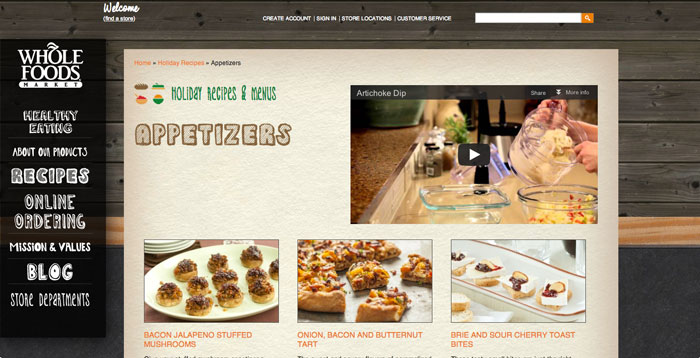 Welcome
(find a store)
CREATE ACCOUNT | SIGN IN | STORE LOCATIONS | CUSTOMER SERVICE
WHOLE
FOODS
MARKET
HEALTHY
EATING
ABOUT OUR PRODUCTS
RECIPES
ONLINE
ORDERING
MISSION & VALUES
BLOG
STORE DEPARTMENTS
Home » Holiday Recipes » Appetizers
HOLIDAY RECIPES & MENUS
APPETIZERS
Artichoke Dip
Share
More info
BACON JALAPENO STUFFED
MUSHROOMS
ONION, BACON AND BUTTERNUT
TART
BRIE AND SOUR CHERRY TOAST
BITES